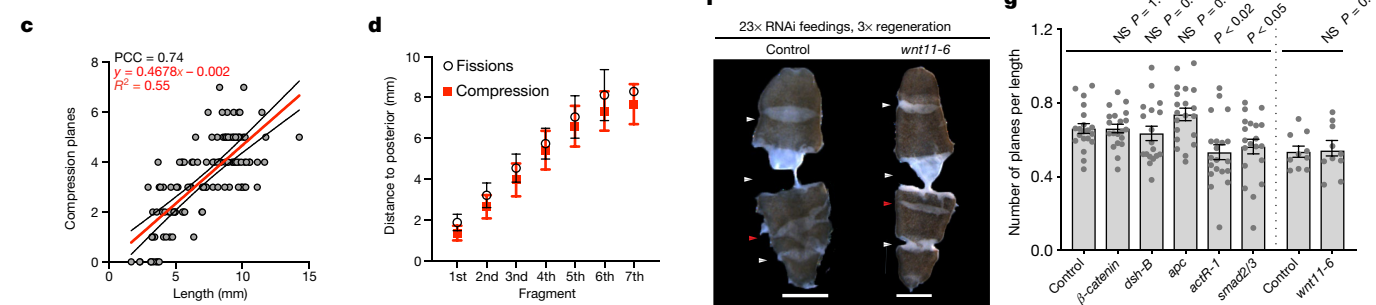 c
PCC = 0.74
y = 0.4678x − 0.002
R² = 0.55
Compression planes
8
6
4
2
0
0
5
10
15
Length (mm)
d
Fissions
Compression
Distance to posterior (mm)
10
8
6
4
2
0
1st
2nd
3rd
4th
5th
6th
7th
Fragment
23× RNAi feedings, 3× regeneration
Control
wnt11-6
g
NS P = 1.
NS P = 0.
NS P = 0.
P < 0.02
P < 0.05
NS P = 0.
Number of planes per length
1.2
0.8
0.4
0.0
Control
β-catenin
dsh-B
apc
actR-1
smad2/3
Control
wnt11-6